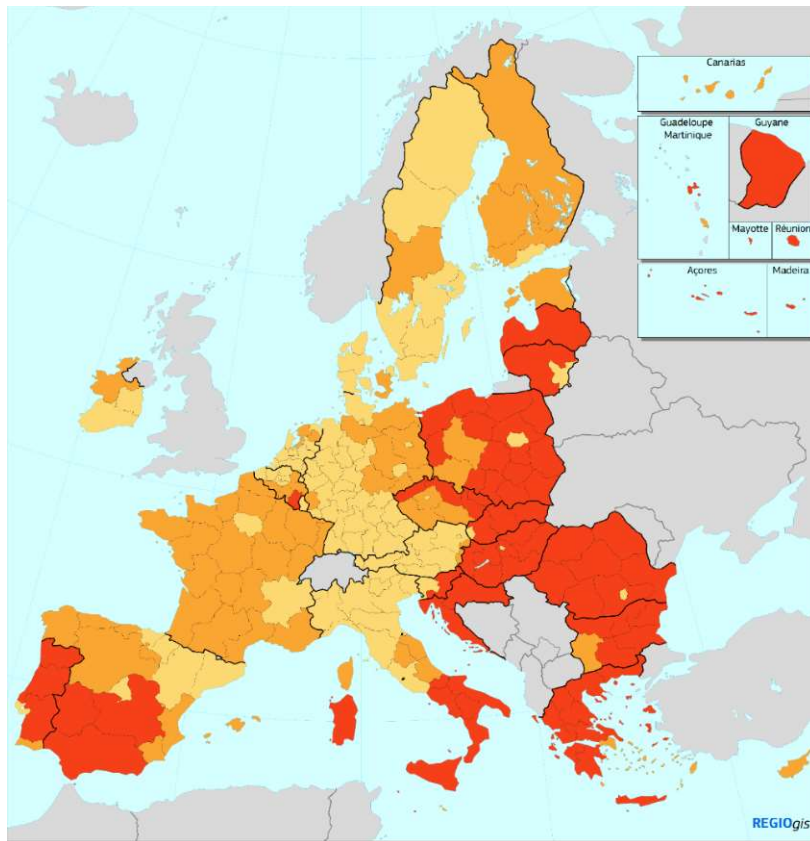 Canarias
Guadeloupe
Martinique
Guyane
Mayotte
Réunion
Açores
Madeira
REGIOgis